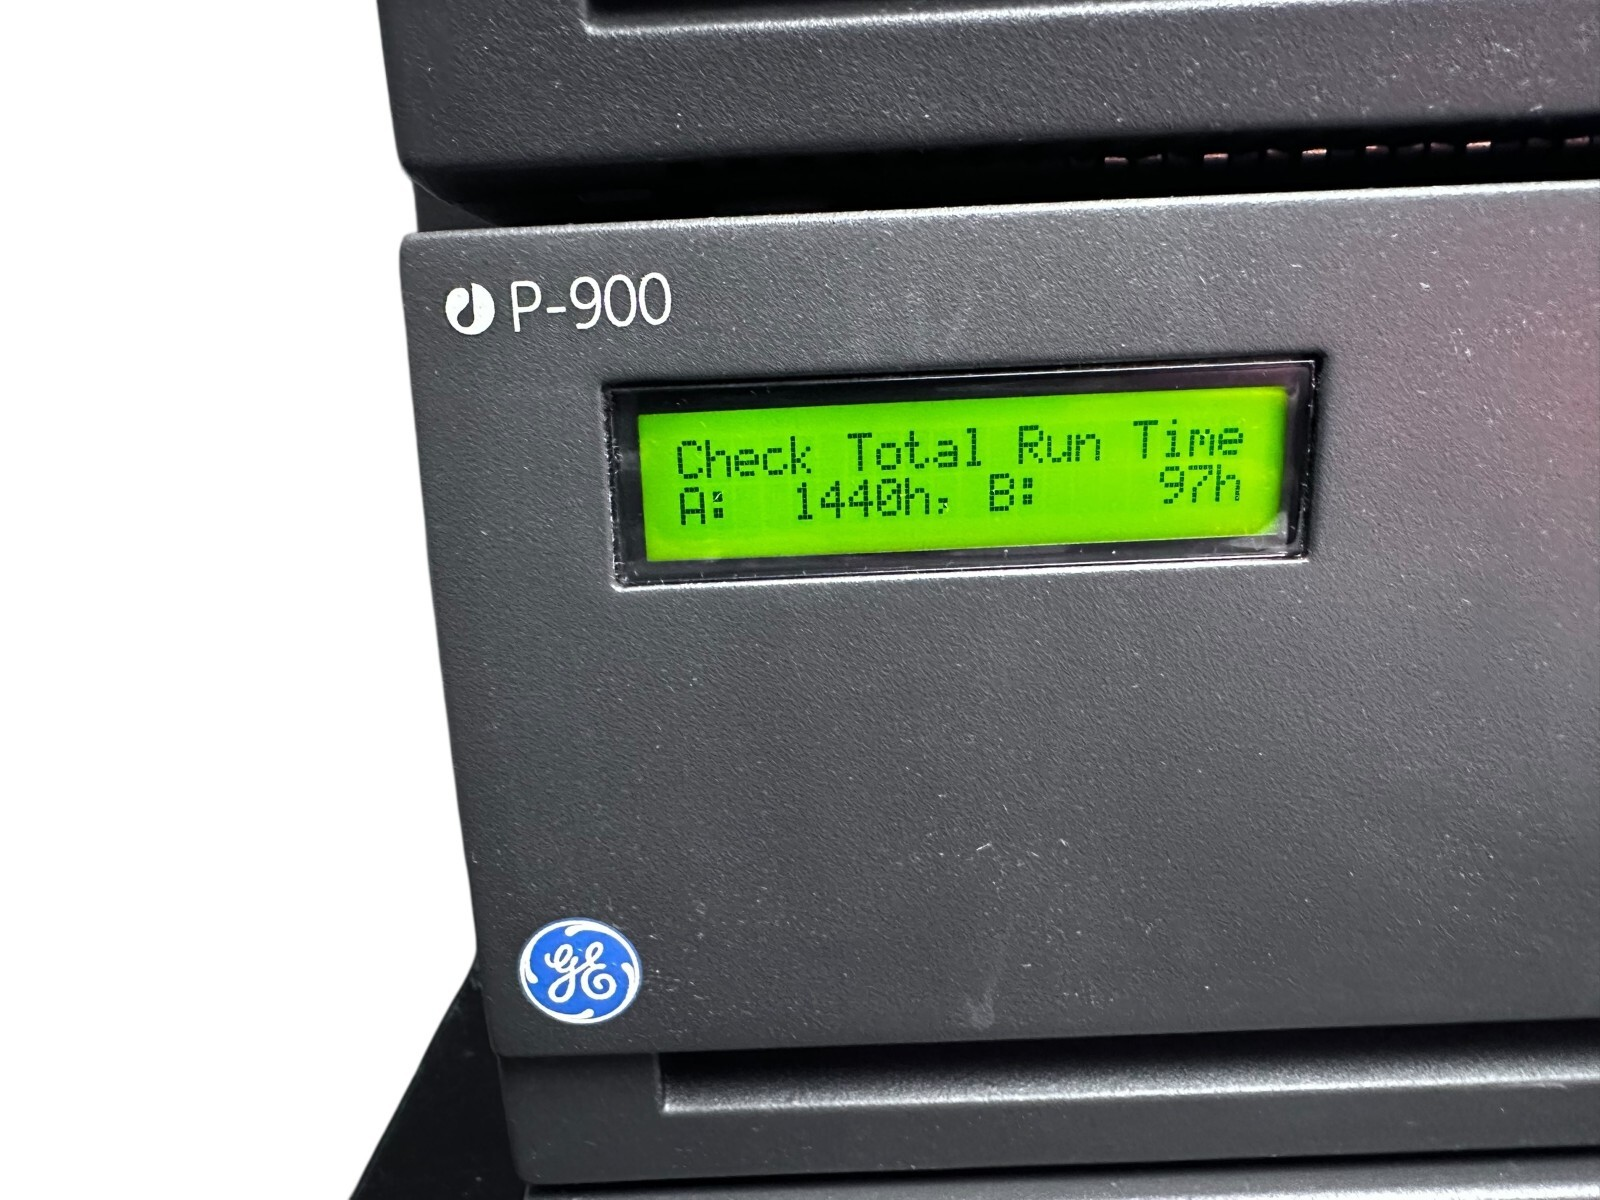 P-900
Check Total Run Time
A: 1440h, B: 97h
GE